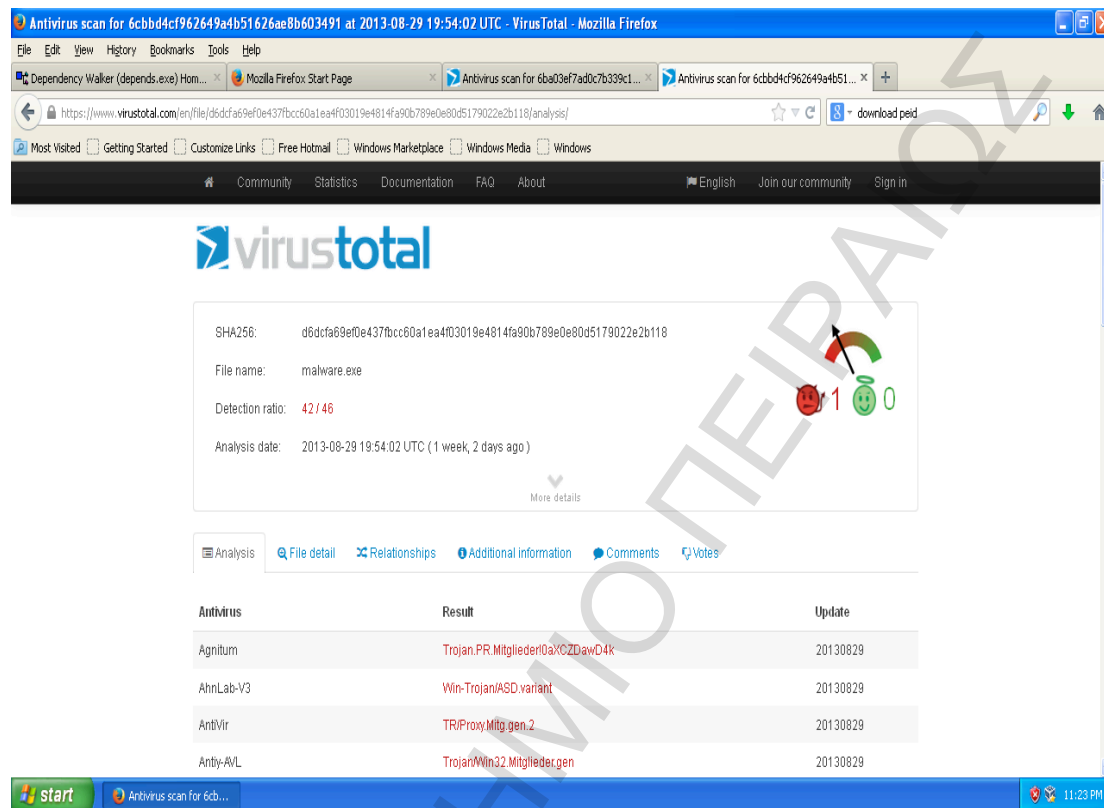 Antivirus scan for 6cbbd4cf962649a4b51626ae8b603491 at 2013-08-29 19:54:02 UTC - VirusTotal - Mozilla Firefox
File Edit View History Bookmarks Tools Help
Dependency Walker (depends.exe) Hom... Mozilla Firefox Start Page Antivirus scan for 6ba03ef7ad0c7b339c1... Antivirus scan for 6cbbd4cf962649a4b51...
https://www.virustotal.com/en/file/d6dcfa69ef0e437fbcc60a1ea4f03019e4814fa90b789e0e80d5179022e2b118/analysis/ download peid
Most Visited Getting Started Customize Links Free Hotmail Windows Marketplace Windows Media Windows
Community Statistics Documentation FAQ About English Join our community Sign in
virustotal
SHA256: d6dcfa69ef0e437fbcc60a1ea4f03019e4814fa90b789e0e80d5179022e2b118
File name: malware.exe
Detection ratio: 42 / 46
1 0
Analysis date: 2013-08-29 19:54:02 UTC ( 1 week, 2 days ago )
More details
Analysis File detail Relationships Additional information Comments Votes
Antivirus Result Update
Agnitum Trojan.PR.Mitglieder!0aXCZDawD4k 20130829
AhnLab-V3 Win-Trojan/ASD.variant 20130829
AntiVir TR/Proxy.Mitg.gen.2 20130829
Antiy-AVL Trojan/Win32.Mitglieder.gen 20130829
start Antivirus scan for 6cb... 11:23 PM
ΗΜΙΟ ΠΕΙΡΑΙΩΣ